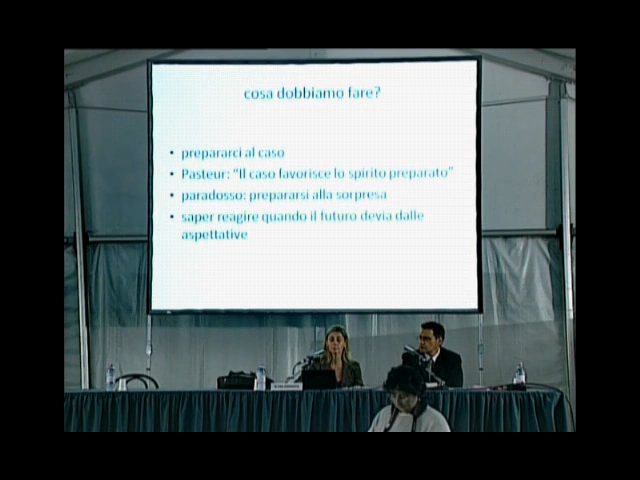 cosa dobbiamo fare?
• prepararci al caso
• Pasteur: "Il caso favorisce lo spirito preparato"
• paradosso: prepararsi alla sorpresa
• saper reagire quando il futuro devia dalle
aspettative